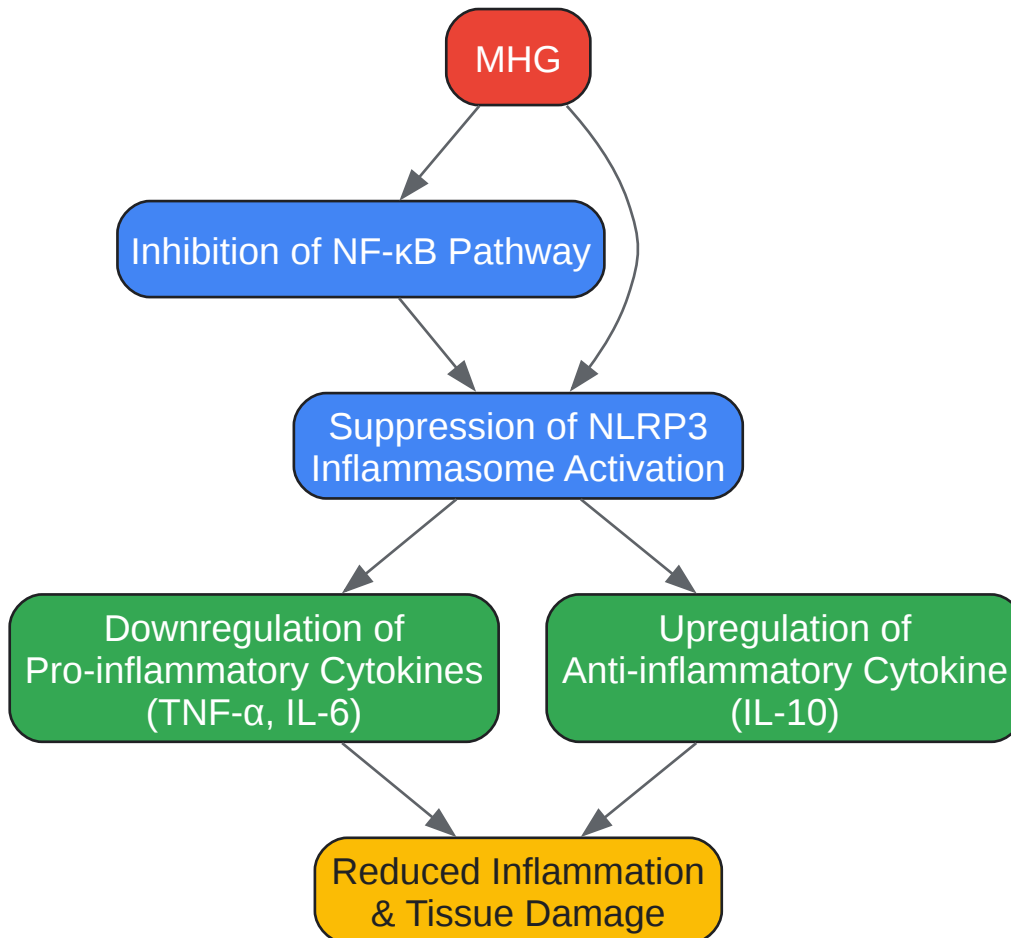 MHG
Inhibition of NF-κB Pathway
Suppression of NLRP3
Inflammasome Activation
Downregulation of
Pro-inflammatory Cytokines
(TNF-α, IL-6)
Upregulation of
Anti-inflammatory Cytokine
(IL-10)
Reduced Inflammation
& Tissue Damage